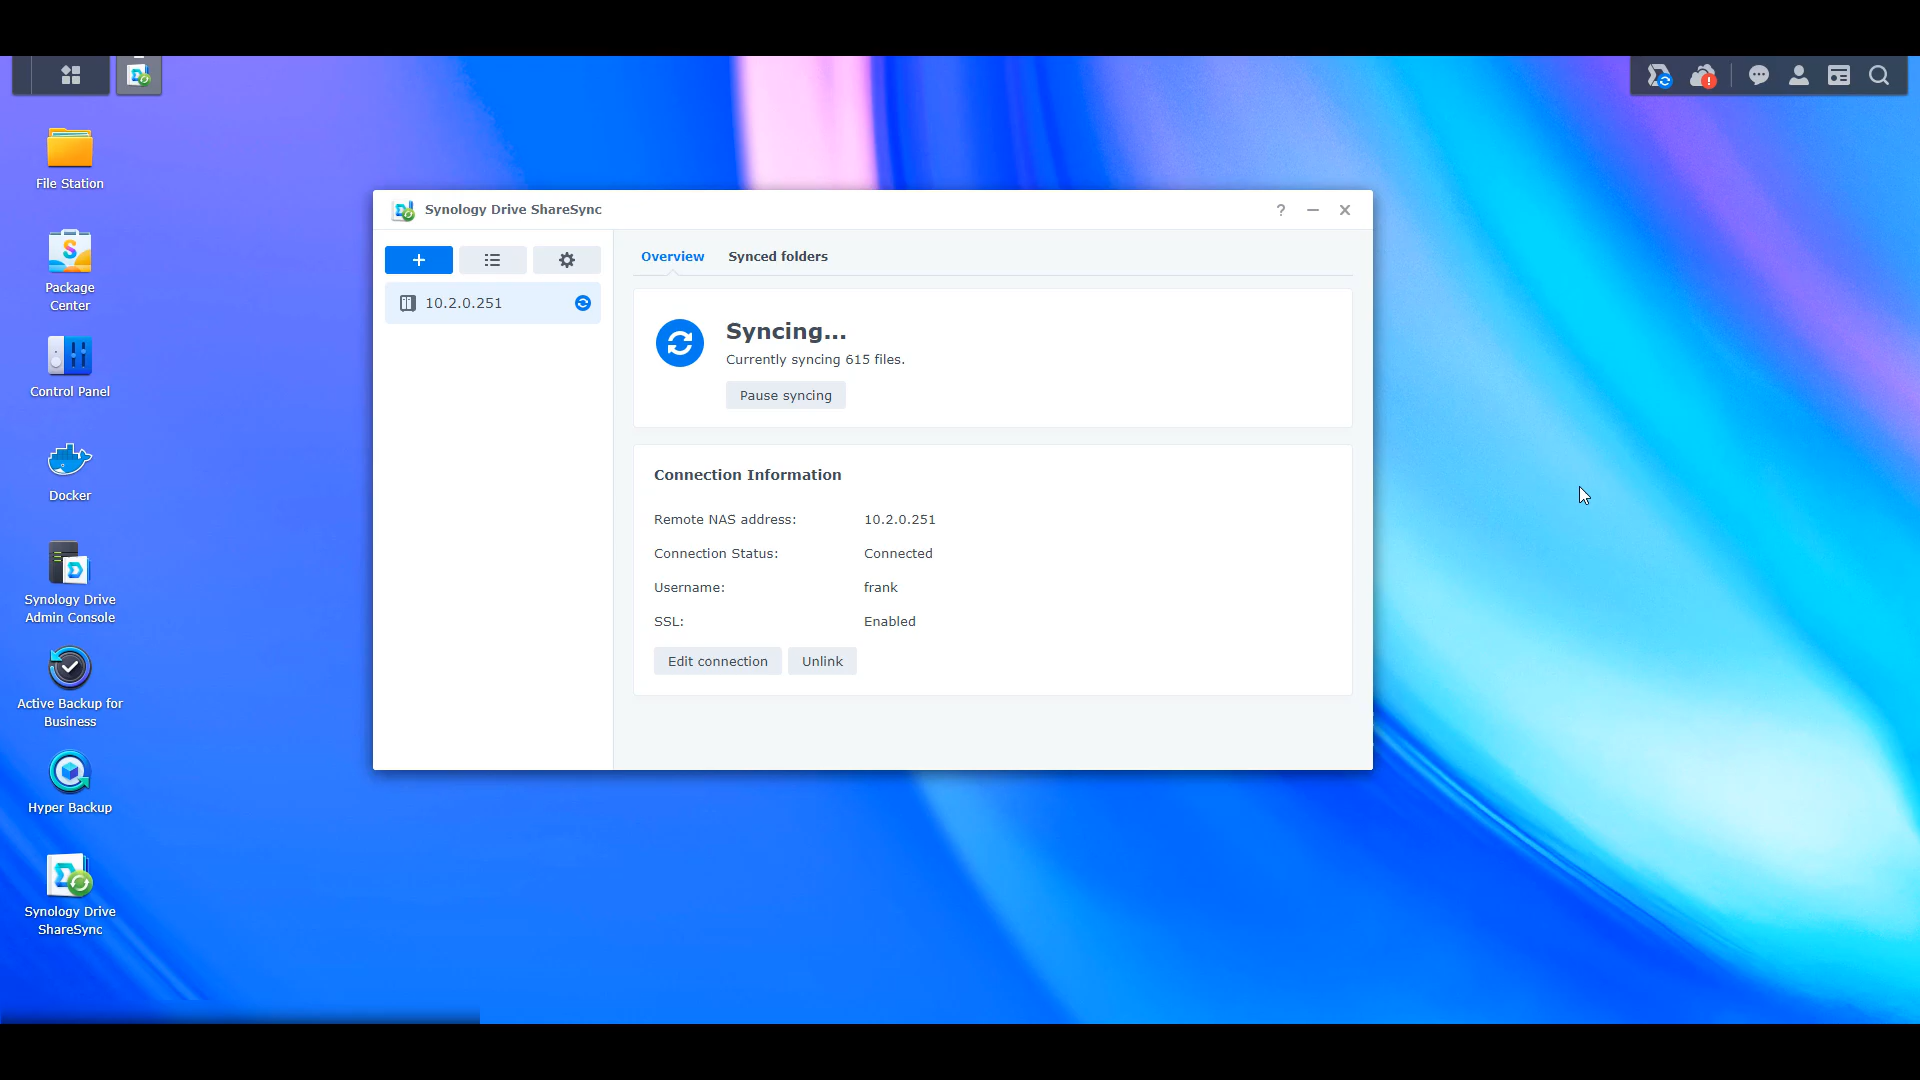 File Station
Package
Center
Control Panel
Docker
Synology Drive
Admin Console
Active Backup for
Business
Hyper Backup
Synology Drive
ShareSync
Synology Drive ShareSync
10.2.0.251
Overview
Synced folders
Syncing...
Currently syncing 615 files.
Pause syncing
Connection Information
Remote NAS address: 10.2.0.251
Connection Status: Connected
Username: frank
SSL: Enabled
Edit connection
Unlink